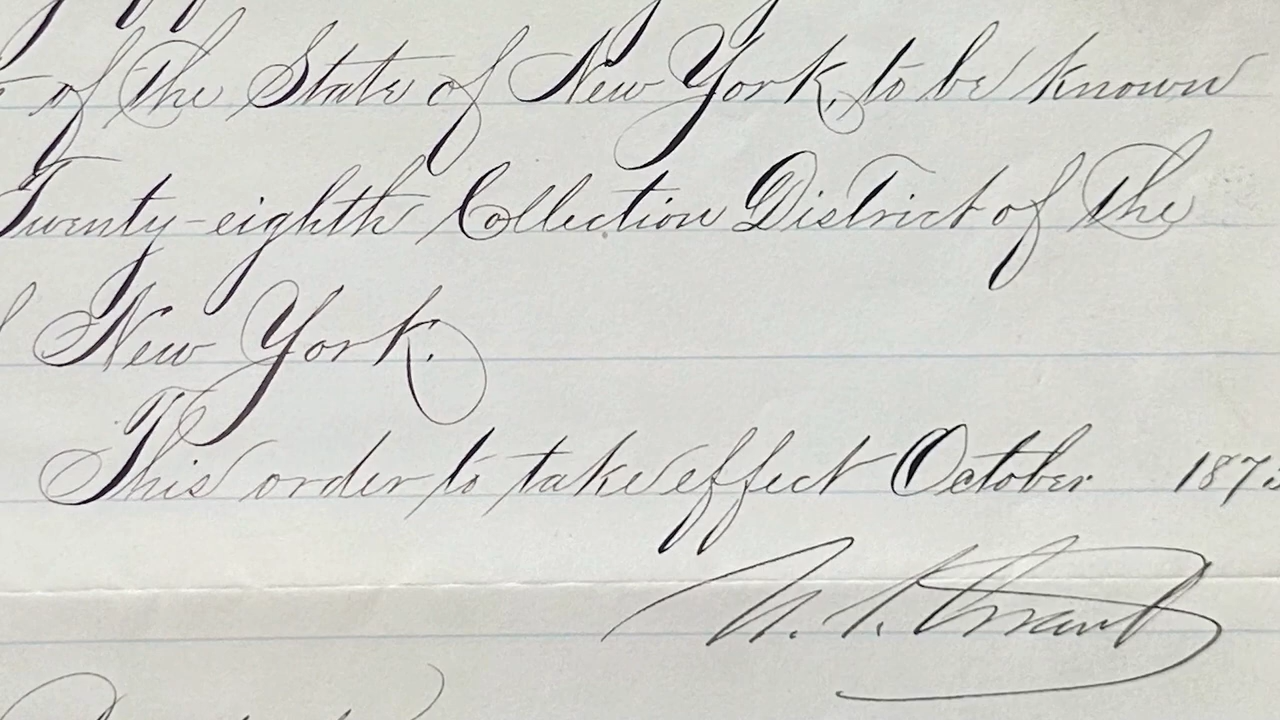 of the State of New York, to be known
Twenty-eighth Collection District of the
New York.
This order to take effect October 187
U. S. Grant